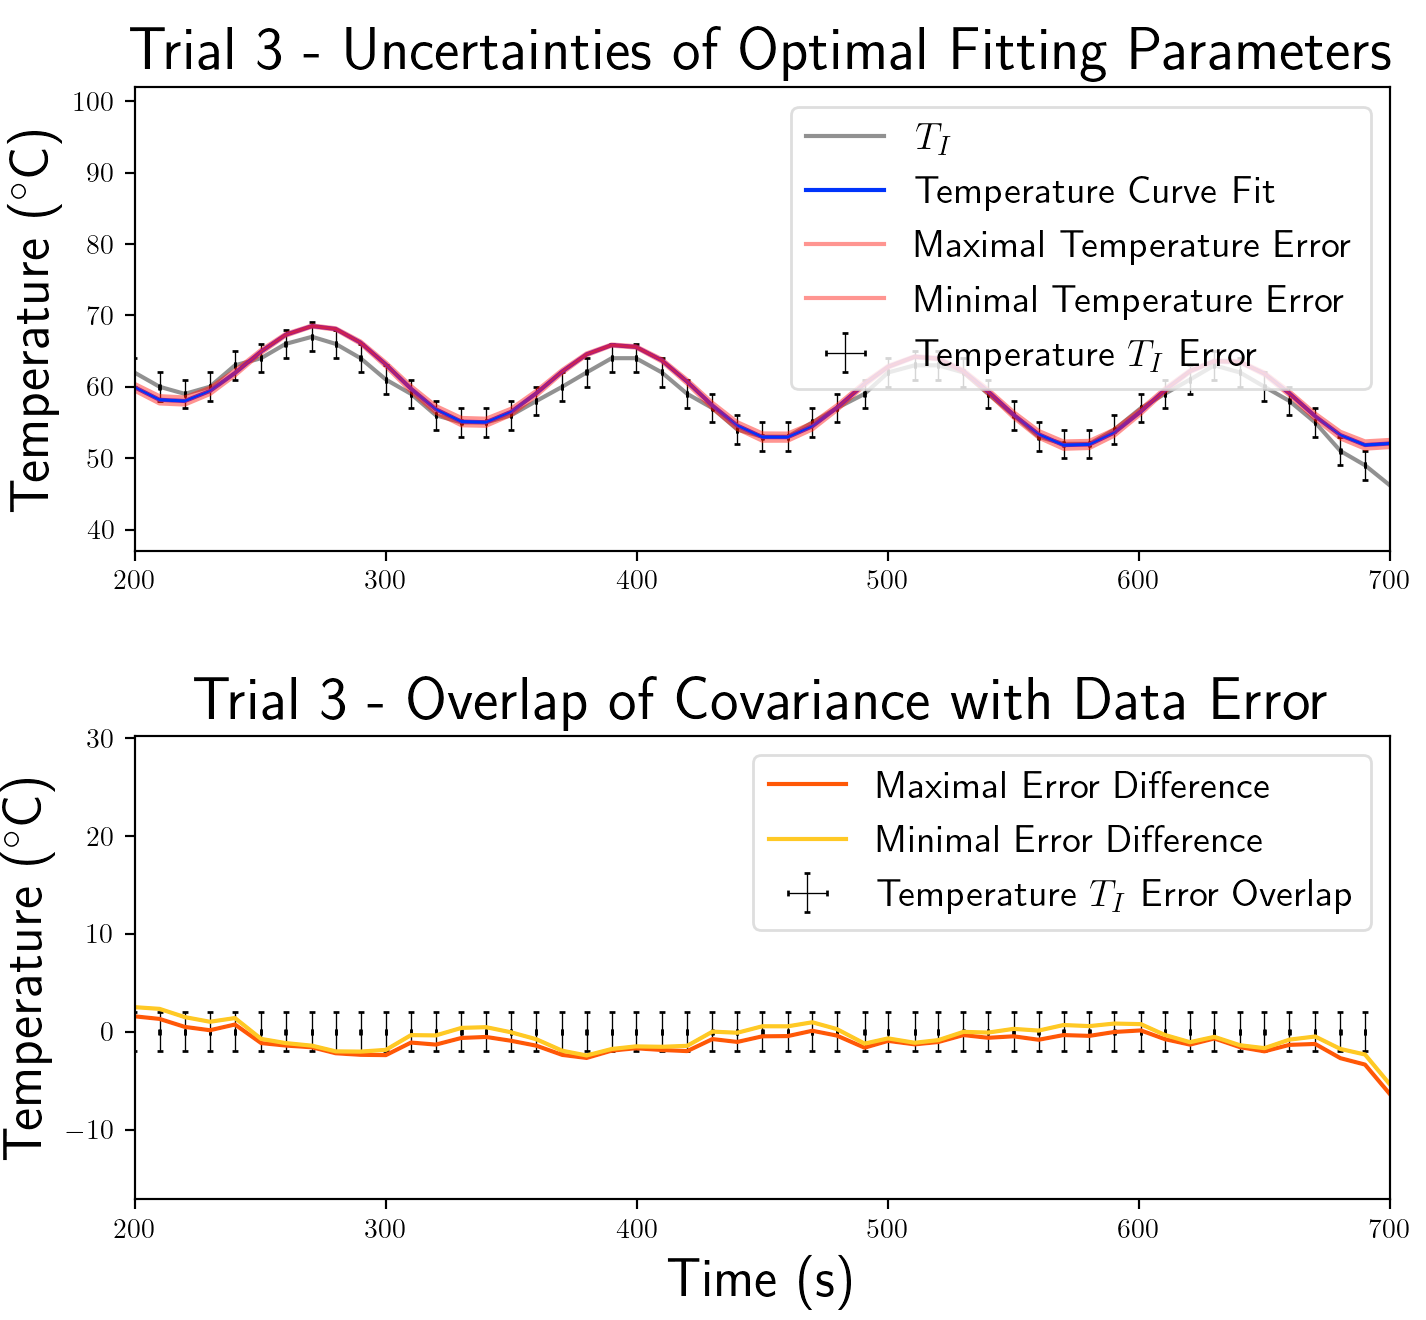 Trial 3 - Uncertainties of Optimal Fitting Parameters
Temperature (°C)
100
90
80
70
60
50
40
T_I
Temperature Curve Fit
Maximal Temperature Error
Minimal Temperature Error
Temperature T_I Error
200 300 400 500 600 700
Trial 3 - Overlap of Covariance with Data Error
Temperature (°C)
30
20
10
0
−10
Maximal Error Difference
Minimal Error Difference
Temperature T_I Error Overlap
200 300 400 500 600 700
Time (s)